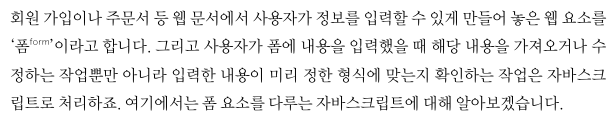 회원 가입이나 주문서 등 웹 문서에서 사용자가 정보를 입력할 수 있게 만들어 놓은 웹 요소를
‘폼form’이라고 합니다. 그리고 사용자가 폼에 내용을 입력했을 때 해당 내용을 가져오거나 수
정하는 작업뿐만 아니라 입력한 내용이 미리 정한 형식에 맞는지 확인하는 작업은 자바스크
립트로 처리하죠. 여기에서는 폼 요소를 다루는 자바스크립트에 대해 알아보겠습니다.